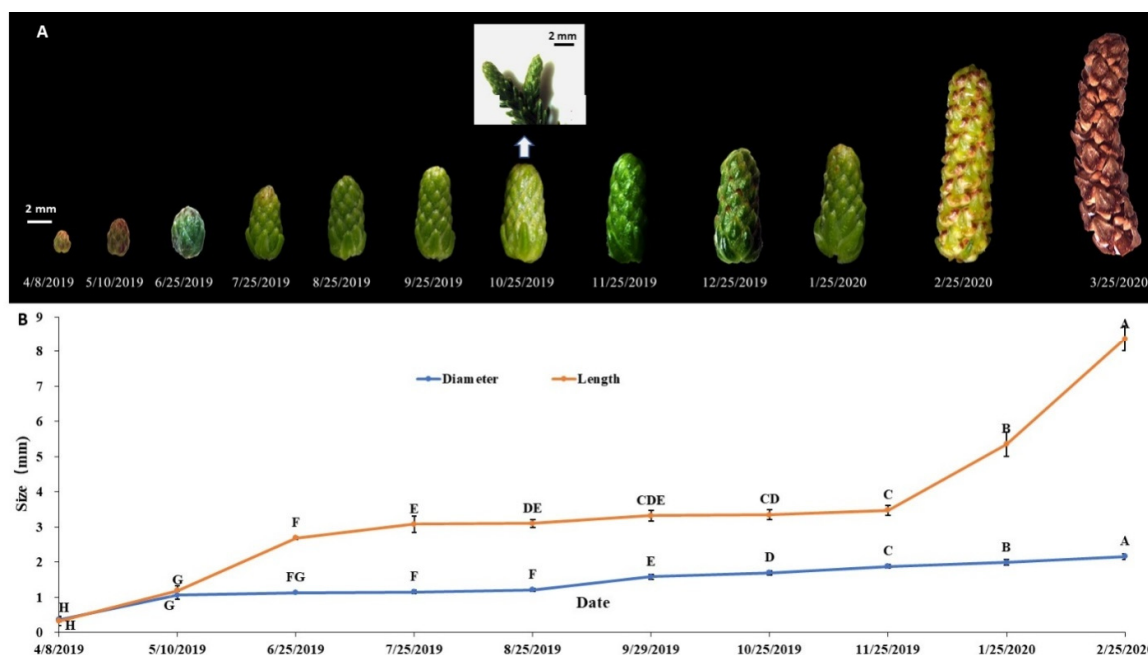 A
2 mm
2 mm
4/8/2019 5/10/2019 6/25/2019 7/25/2019 8/25/2019 9/25/2019 10/25/2019 11/25/2019 12/25/2019 1/25/2020 2/25/2020 3/25/2020
B
9
8
7
6
5
4
3
2
1
0
Size (mm)
Diameter Length
A
B
C
CD
CDE
DE
E
F
G
H
A
B
C
D
E
F
F
FG
G
H
Date
4/8/2019 5/10/2019 6/25/2019 7/25/2019 8/25/2019 9/29/2019 10/25/2019 11/25/2019 1/25/2020 2/25/2020